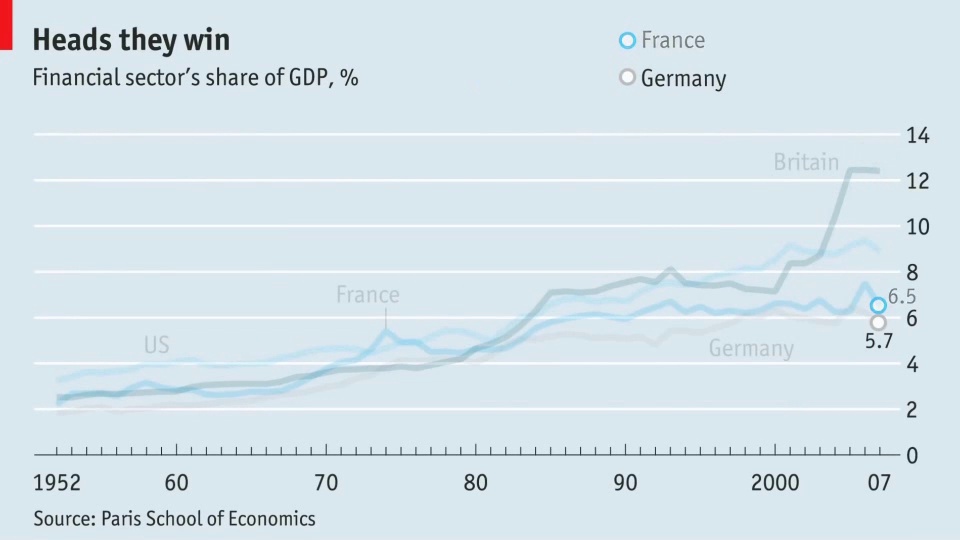 Heads they win
Financial sector's share of GDP, %
France
Germany
14
Britain
12
10
8
France
6.5
6
US
Germany
5.7
4
2
0
1952 60 70 80 90 2000 07
Source: Paris School of Economics